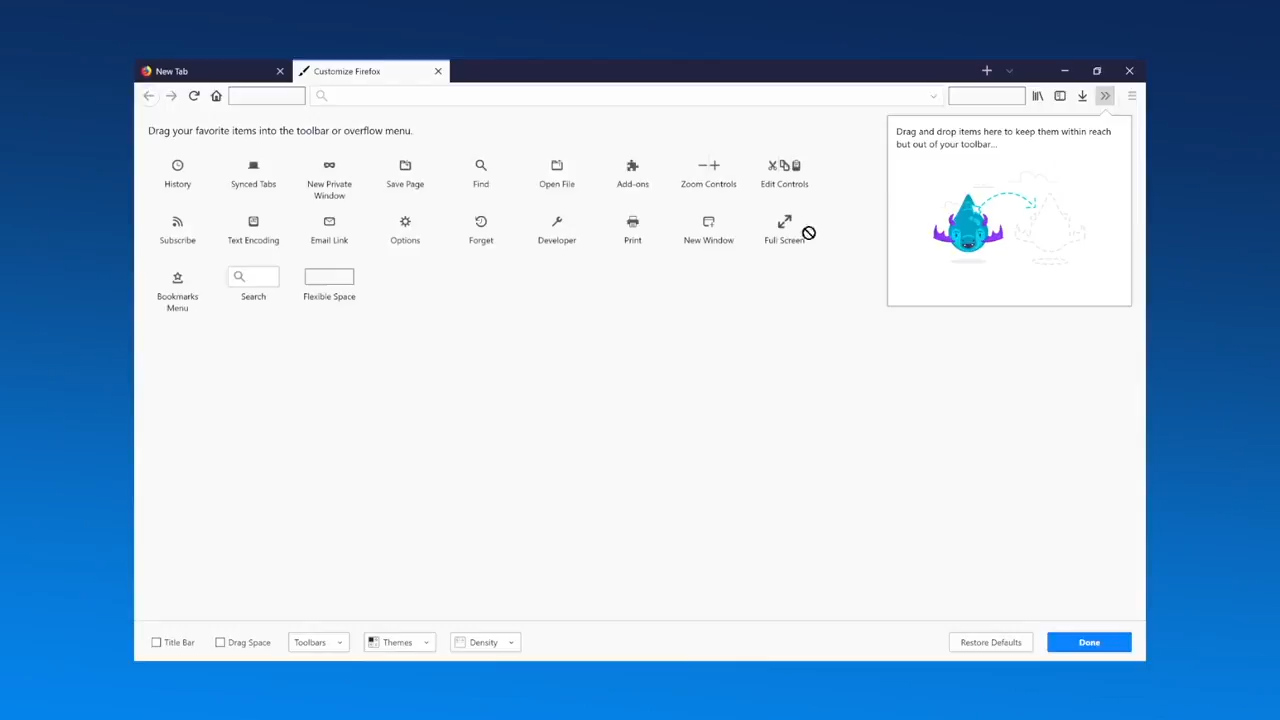 New Tab
Customize Firefox
Drag your favorite items into the toolbar or overflow menu.
Drag and drop items here to keep them within reach
but out of your toolbar...
History
Synced Tabs
New Private
Window
Save Page
Find
Open File
Add-ons
Zoom Controls
Edit Controls
Subscribe
Text Encoding
Email Link
Options
Forget
Developer
Print
New Window
Full Screen
Bookmarks
Menu
Search
Flexible Space
Title Bar
Drag Space
Toolbars
Themes
Density
Restore Defaults
Done